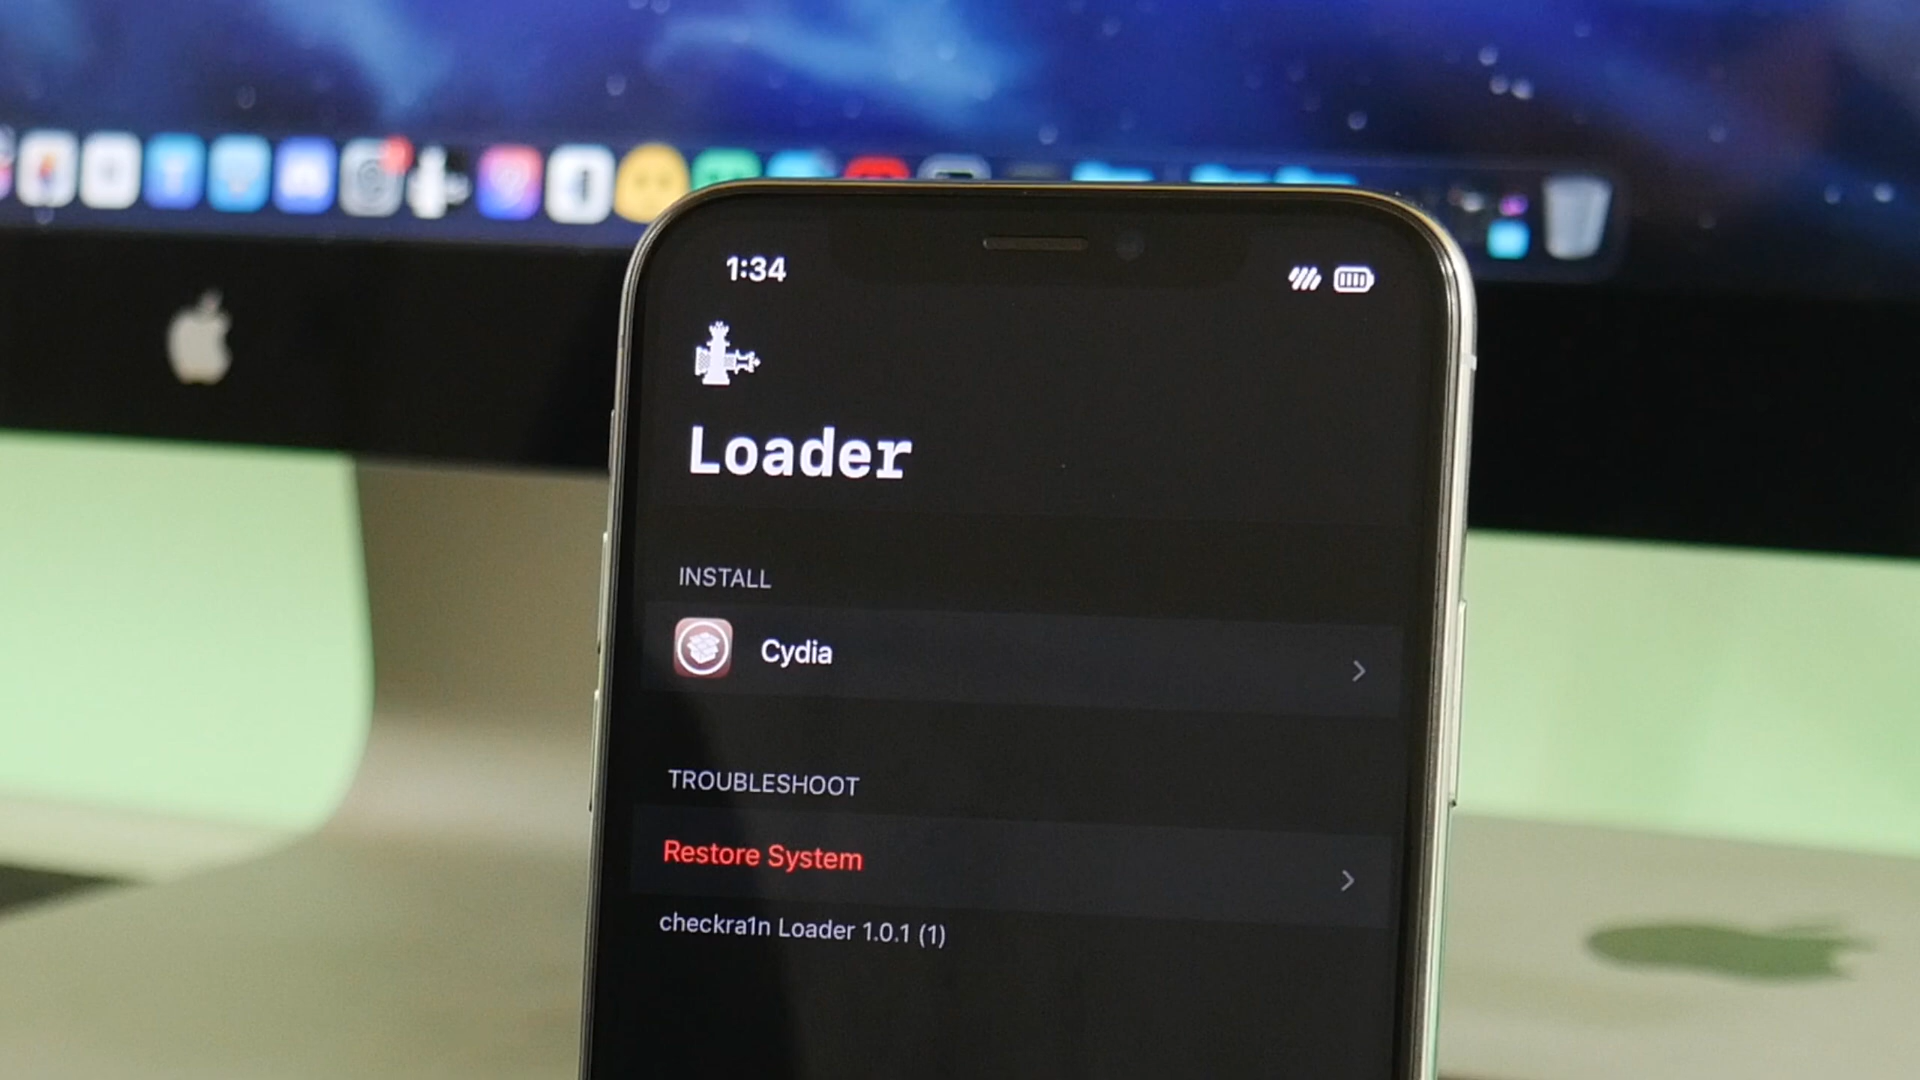 1:34
Loader
INSTALL
Cydia
TROUBLESHOOT
Restore System
checkra1n Loader 1.0.1 (1)